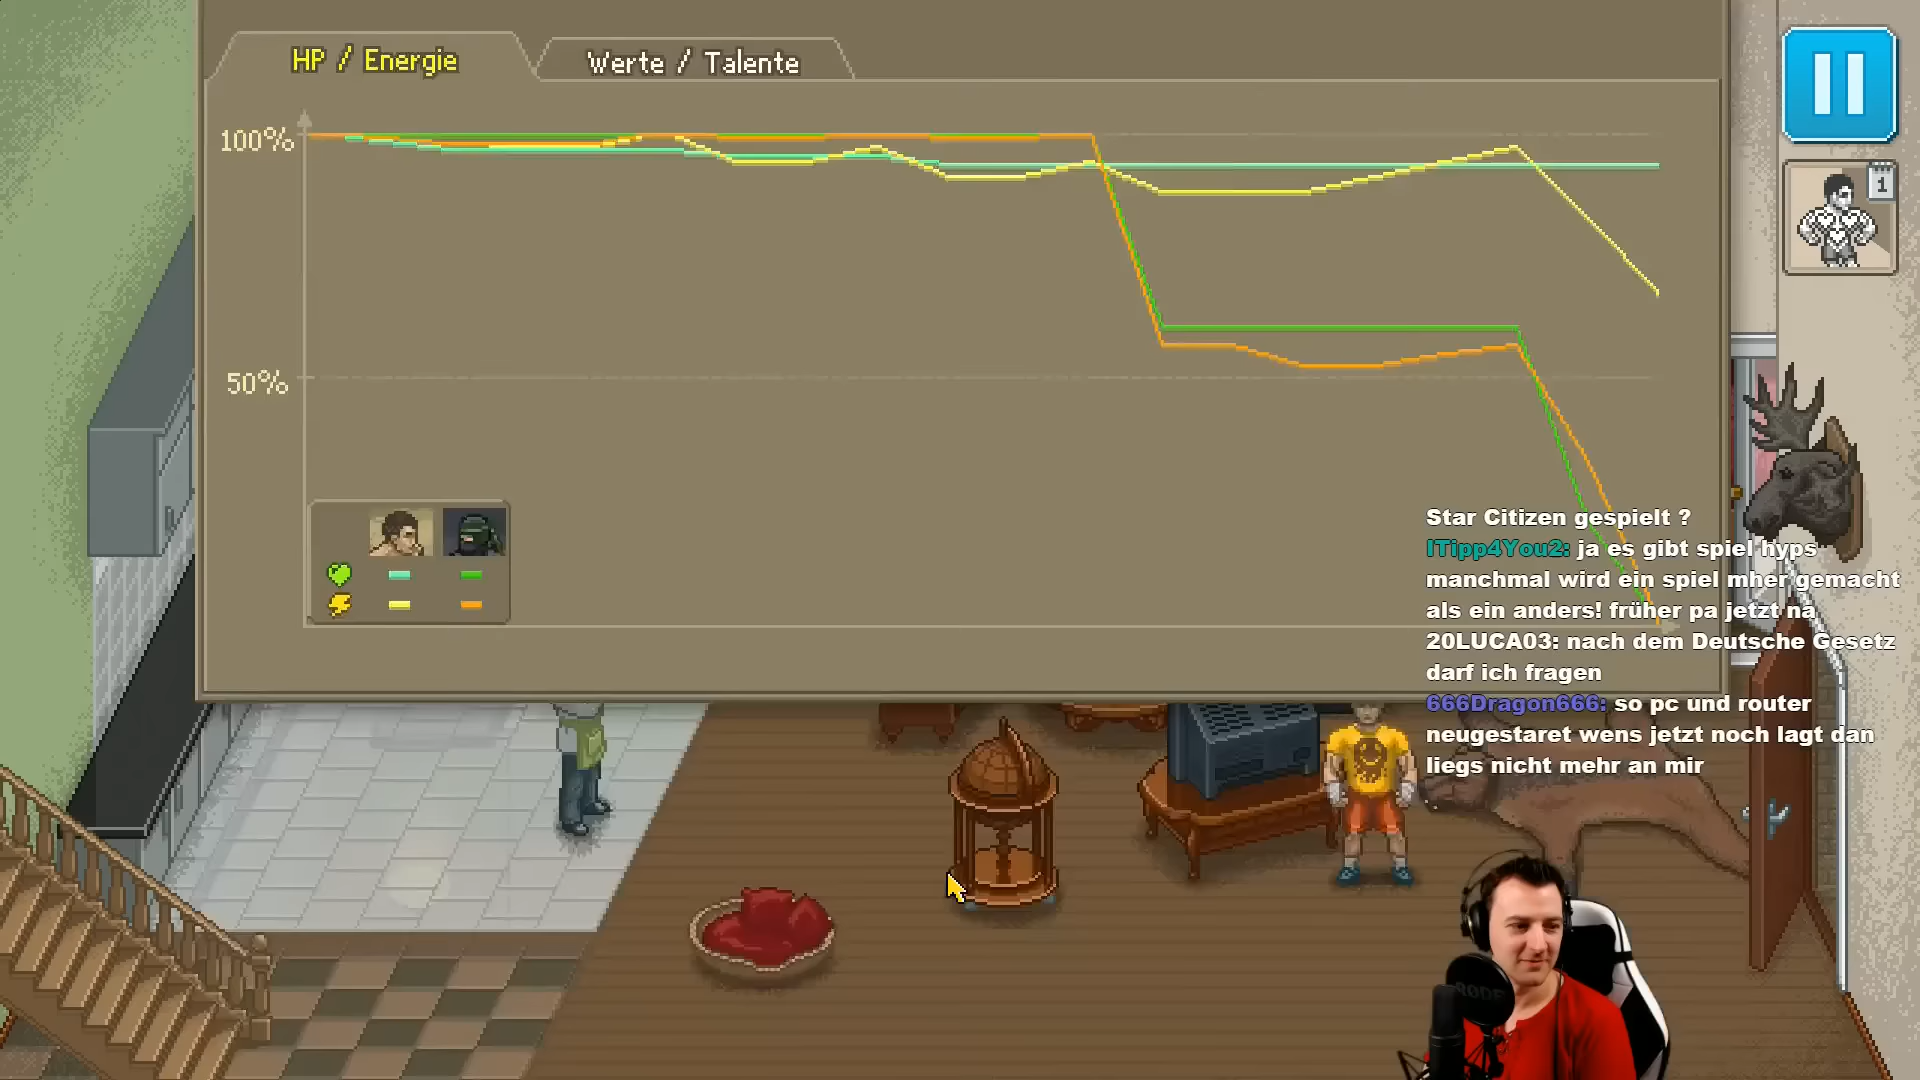 HP / Energie
Werte / Talente
100%
50%
1
Star Citizen gespielt ?
ITipp4You2: ja es gibt spiel hyps
manchmal wird ein spiel mher gemacht
als ein anders! früher pa jetzt na
20LUCA03: nach dem Deutsche Gesetz
darf ich fragen
666Dragon666: so pc und router
neugestaret wens jetzt noch lagt dan
liegs nicht mehr an mir
RØDE